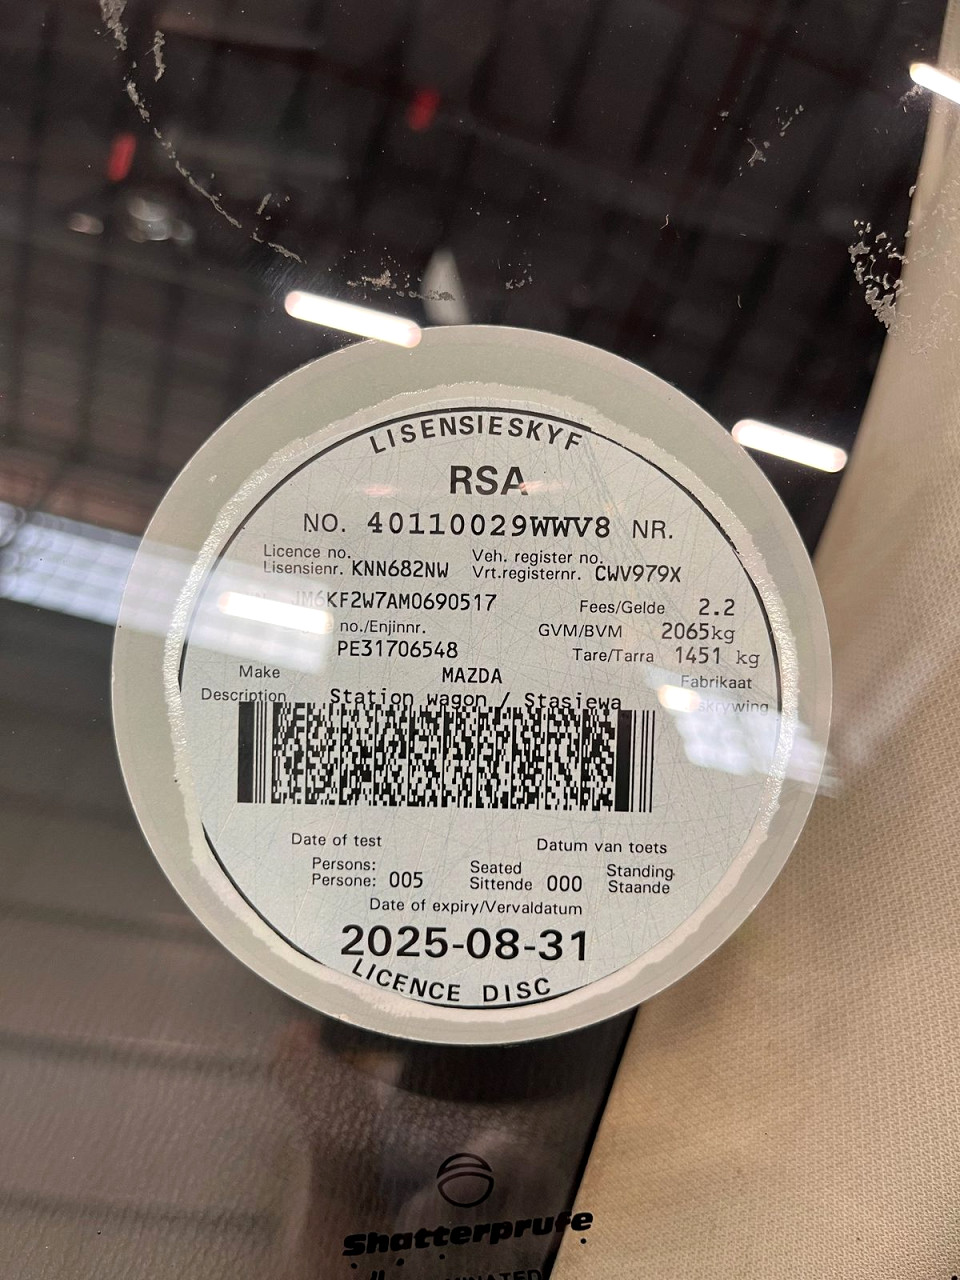 LISENSIESKYF
RSA
NO. 40110029WWV8 NR.
Licence no. Veh. register no.
Lisensienr. KNN682NW Vrt.registernr. CWV979X
JM6KF2W7AM0690517 Fees/Gelde 2.2
no./Enjinnr. GVM/BVM 2065kg
PE31706548 Tare/Tarra 1451 kg
Make MAZDA Fabrikaat
Description Station wagon / Stasiewa
Date of test Datum van toets
Persons: Seated Standing
Persone: 005 Sittende 000 Staande
Date of expiry/Vervaldatum
2025-08-31
LICENCE DISC
Shatterprufe